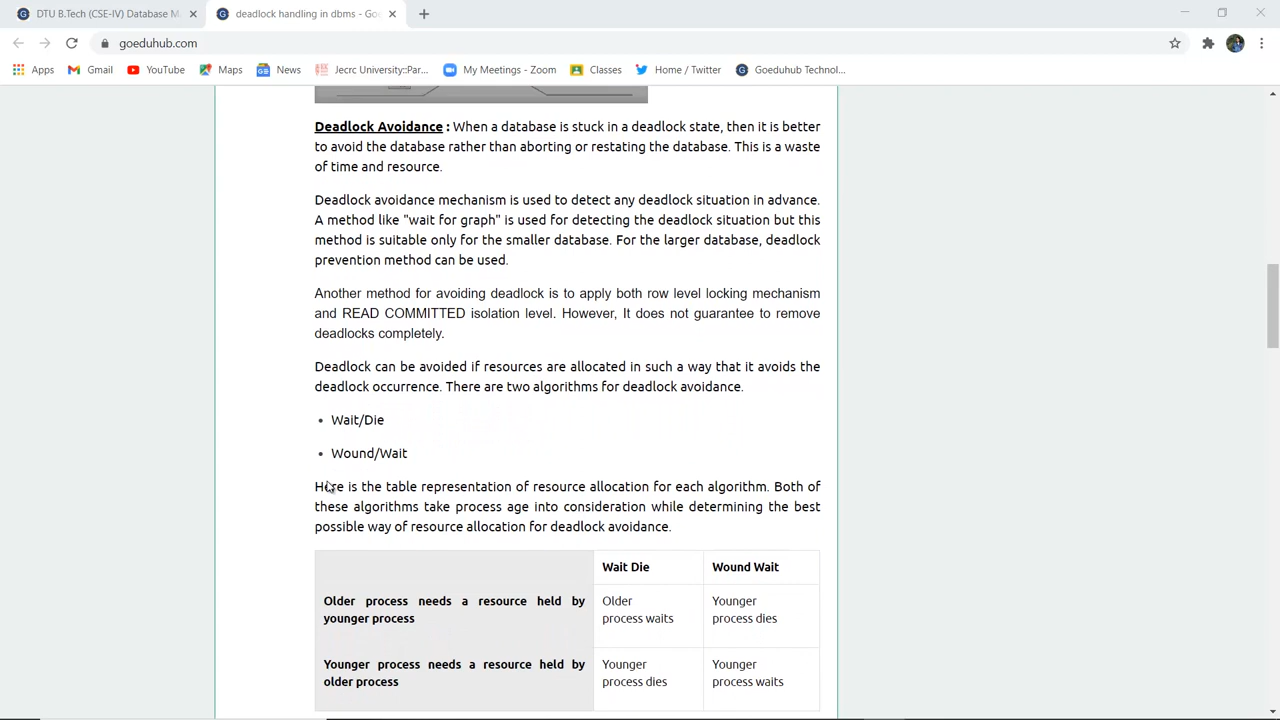 DTU B.Tech (CSE-IV) Database M
deadlock handling in dbms - Go
goeduhub.com
Apps Gmail YouTube Maps News Jecrc University::Par... My Meetings - Zoom Classes Home / Twitter Goeduhub Technol...
Deadlock Avoidance : When a database is stuck in a deadlock state, then it is better
to avoid the database rather than aborting or restating the database. This is a waste
of time and resource.
Deadlock avoidance mechanism is used to detect any deadlock situation in advance.
A method like "wait for graph" is used for detecting the deadlock situation but this
method is suitable only for the smaller database. For the larger database, deadlock
prevention method can be used.
Another method for avoiding deadlock is to apply both row level locking mechanism
and READ COMMITTED isolation level. However, It does not guarantee to remove
deadlocks completely.
Deadlock can be avoided if resources are allocated in such a way that it avoids the
deadlock occurrence. There are two algorithms for deadlock avoidance.
• Wait/Die
• Wound/Wait
Here is the table representation of resource allocation for each algorithm. Both of
these algorithms take process age into consideration while determining the best
possible way of resource allocation for deadlock avoidance.
Wait Die Wound Wait
Older process needs a resource held by Older Younger
younger process process waits process dies
Younger process needs a resource held by Younger Younger
older process process dies process waits